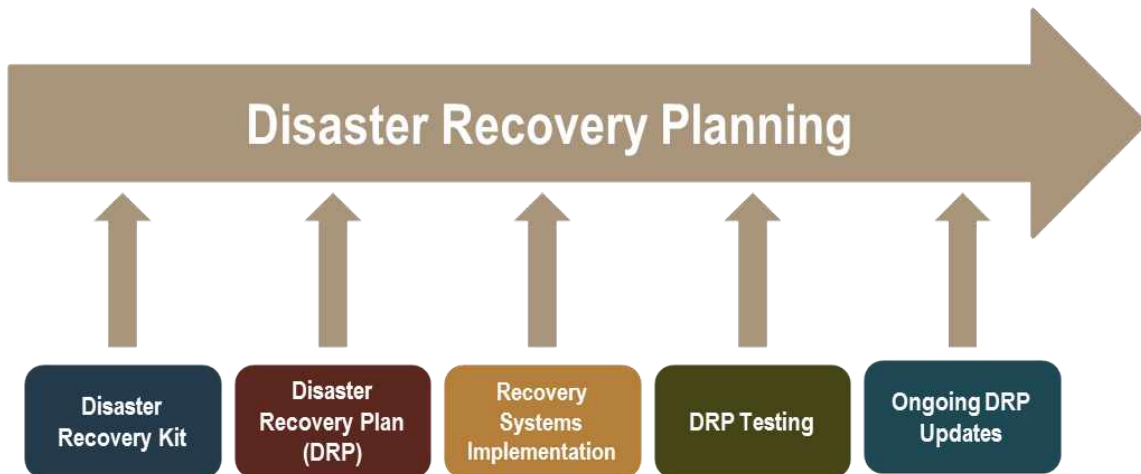 Disaster Recovery Planning
Disaster
Recovery Kit
Disaster
Recovery Plan
(DRP)
Recovery
Systems
Implementation
DRP Testing
Ongoing DRP
Updates